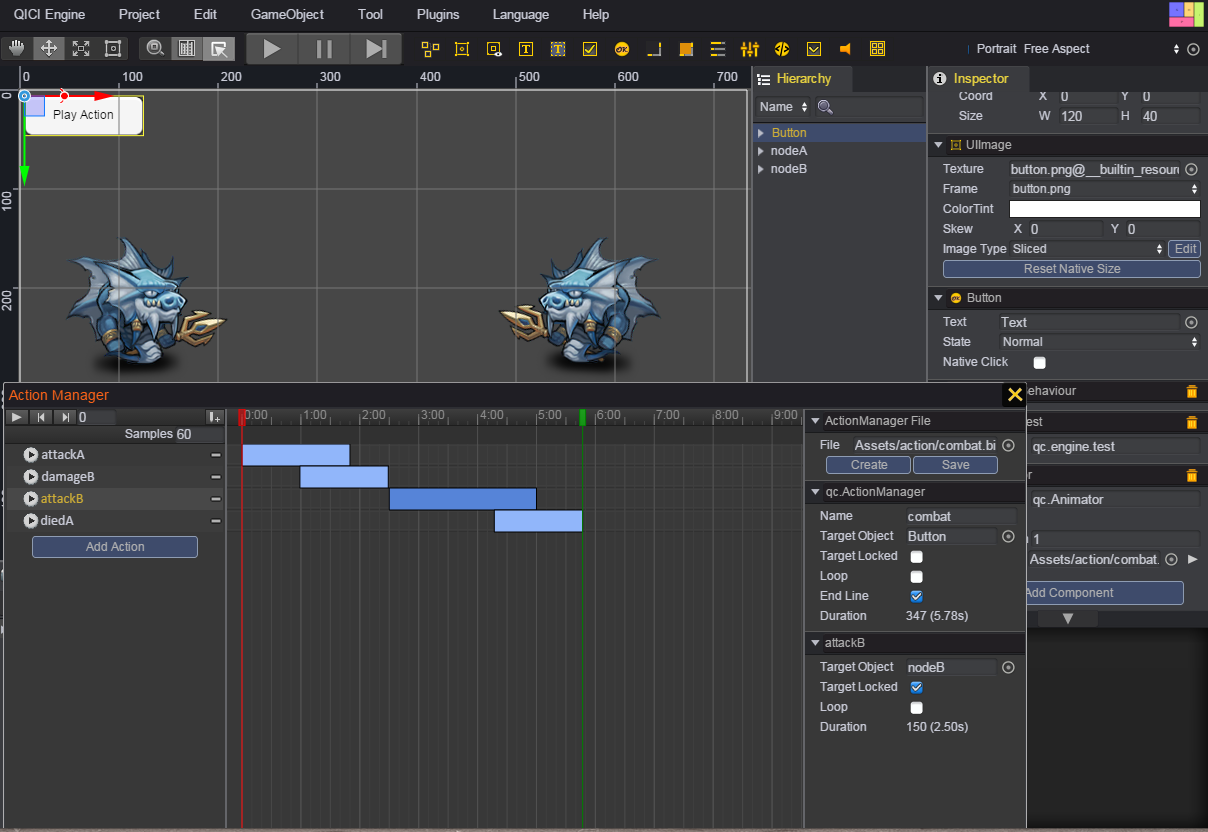 QICI Engine Project Edit GameObject Tool Plugins Language Help
Portrait Free Aspect
0 100 200 300 400 500 600 700
0
100
200
Play Action
Hierarchy
Name
Button
nodeA
nodeB
Inspector
Coord X 0 Y 0
Size W 120 H 40
UIImage
Texture button.png@__builtin_resour
Frame button.png
ColorTint
Skew X 0 Y 0
Image Type Sliced Edit
Reset Native Size
Button
Text Text
State Normal
Native Click
ehaviour
est
qc.engine.test
r
qc.Animator
1
Assets/action/combat.
Add Component
Action Manager
0
Samples 60
attackA
damageB
attackB
diedA
Add Action
0:00 1:00 2:00 3:00 4:00 5:00 6:00 7:00 8:00 9:00
ActionManager File
File Assets/action/combat.bi
Create Save
qc.ActionManager
Name combat
Target Object Button
Target Locked
Loop
End Line
Duration 347 (5.78s)
attackB
Target Object nodeB
Target Locked
Loop
Duration 150 (2.50s)